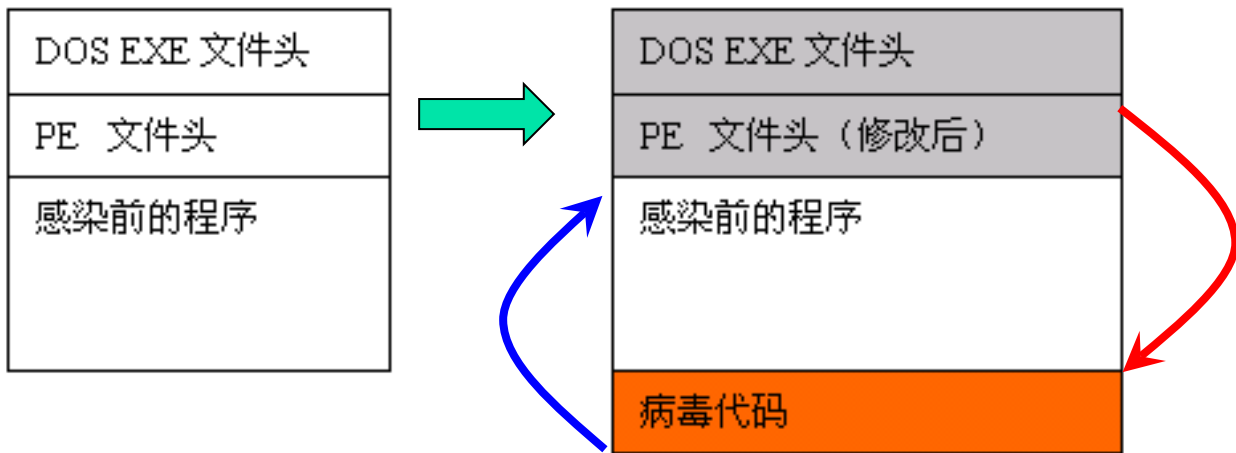 DOS EXE 文件头
PE 文件头
感染前的程序
DOS EXE 文件头
PE 文件头（修改后）
感染前的程序
病毒代码